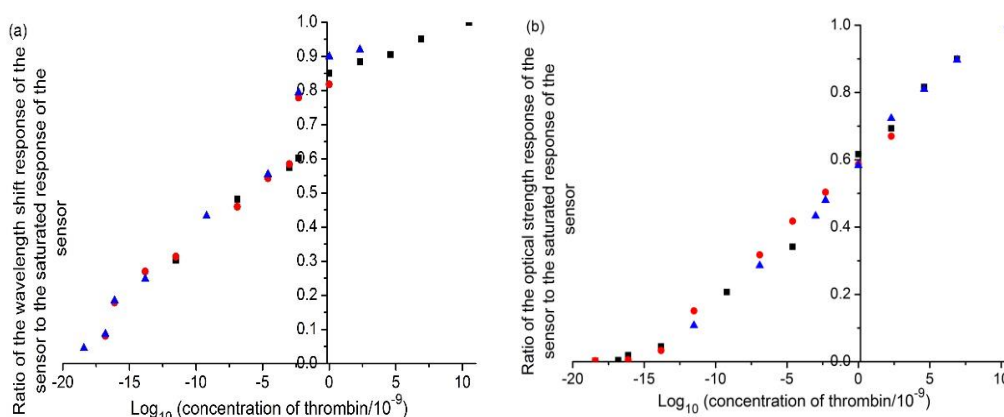 (a)
Ratio of the wavelength shift response of the
sensor to the saturated response of the
sensor
1.0
0.9
0.8
0.7
0.6
0.5
0.4
0.3
0.2
0.1
0.0
-20 -15 -10 -5 0 5 10
Log10 (concentration of thrombin/10-9)
(b)
Ratio of the optical strength response of the
sensor to the saturated response of the
sensor
1.0
0.8
0.6
0.4
0.2
0.0
-20 -15 -10 -5 0 5 10
Log10 (concentration of thrombin/10-9)